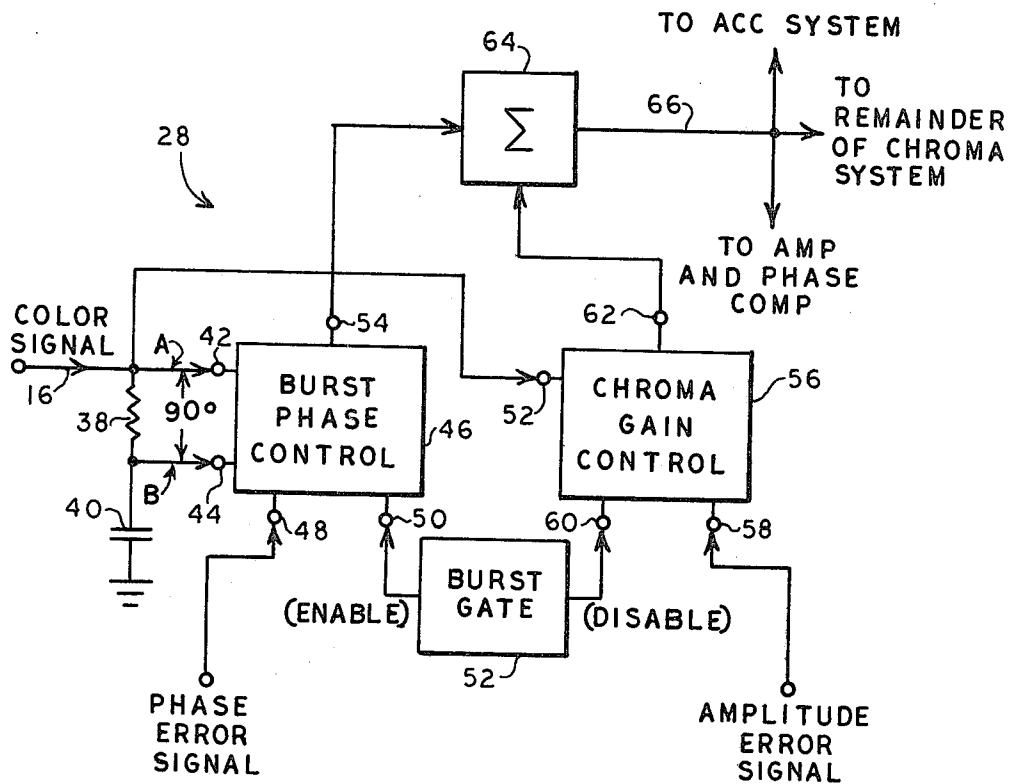 TO ACC SYSTEM
64
Σ
66
TO
REMAINDER
OF CHROMA
SYSTEM
28
TO AMP
AND PHASE
COMP
COLOR
SIGNAL
A
42
54
62
16
38
90°
BURST
PHASE
CONTROL
46
52
CHROMA
GAIN
CONTROL
56
B
44
40
48
50
60
58
BURST
GATE
(ENABLE)
(DISABLE)
52
PHASE
ERROR
SIGNAL
AMPLITUDE
ERROR
SIGNAL